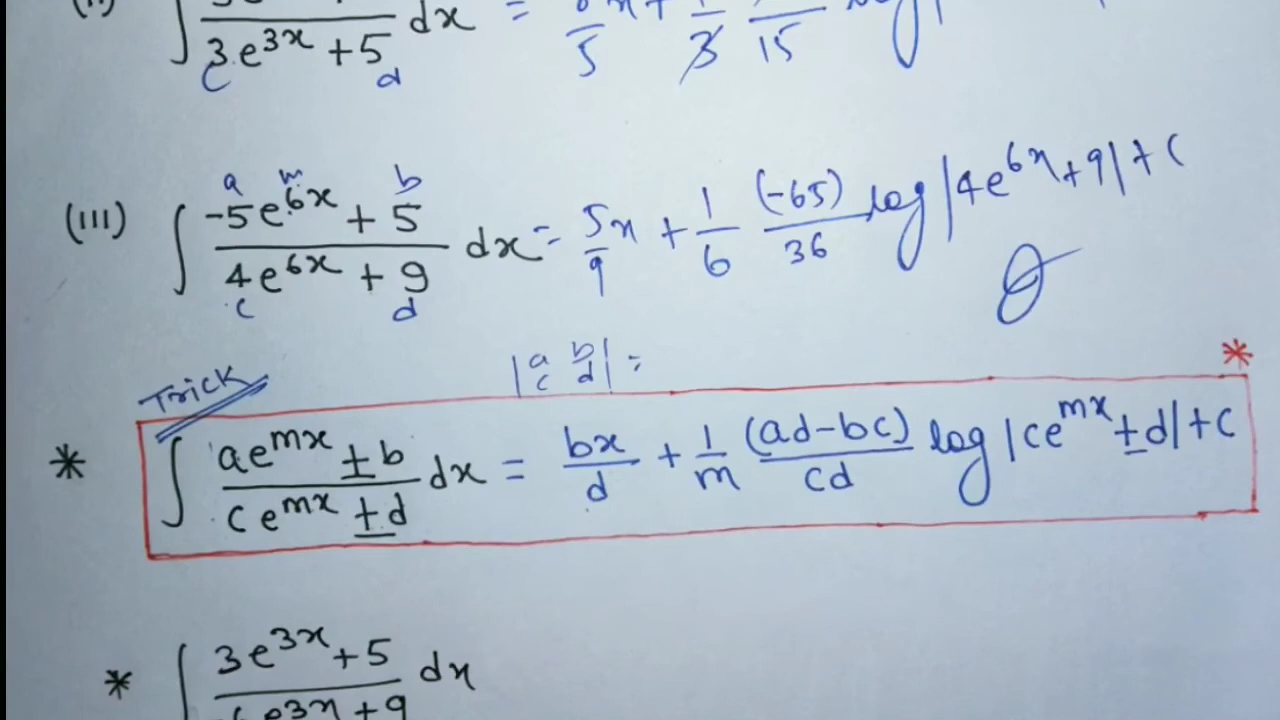 ∫ 3e^{3x} + 5 dx = 5 x + 1/3 15
c d
(III) ∫ (-5e^{6x} + 5)/(4e^{6x} + 9) dx = 5/9 x + 1/6 (-65)/36 log|4e^{6x} + 9| + c
a m b
c d
Trick
|a b| =
|c d|
*
* ∫ (ae^{mx} ± b)/(ce^{mx} ± d) dx = bx/d + 1/m (ad-bc)/cd log|ce^{mx} ± d| + c
* ∫ (3e^{3x} + 5)/(e^{3x} + 9) dx